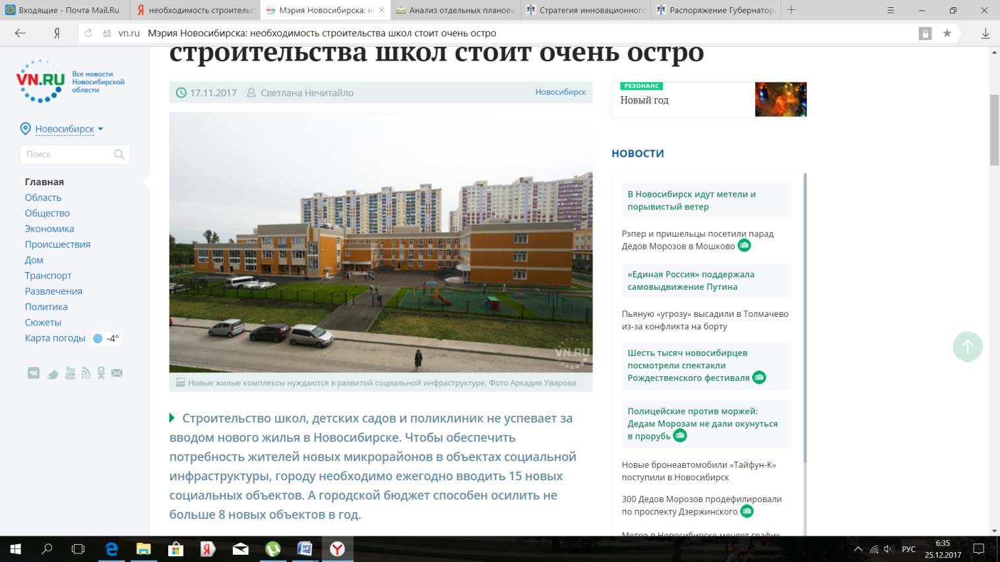 Входящие - Почта Mail.Ru
необходимость строительс
Мэрия Новосибирска: не
Анализ отдельных плановы
Стратегия инновационного
Распоряжение Губернатора
vn.ru Мэрия Новосибирска: необходимость строительства школ стоит очень остро
строительства школ стоит очень остро
VN.RU
Все новости
Новосибирской
области
Новосибирск
Поиск
Главная
Область
Общество
Экономика
Происшествия
Дом
Транспорт
Развлечения
Политика
Сюжеты
Карта погоды -4°
17.11.2017 Светлана Нечитайло Новосибирск
VN.RU
Новые жилые комплексы нуждаются в развитой социальной инфраструктуре. Фото Аркадия Уварова
Строительство школ, детских садов и поликлиник не успевает за
вводом нового жилья в Новосибирске. Чтобы обеспечить
потребность жителей новых микрорайонов в объектах социальной
инфраструктуры, городу необходимо ежегодно вводить 15 новых
социальных объектов. А городской бюджет способен осилить не
больше 8 новых объектов в год.
РЕЗОНАНС
Новый год
НОВОСТИ
В Новосибирск идут метели и
порывистый ветер
Рэпер и пришельцы посетили парад
Дедов Морозов в Мошково
«Единая Россия» поддержала
самовыдвижение Путина
Пьяную «угрозу» высадили в Толмачево
из-за конфликта на борту
Шесть тысяч новосибирцев
посмотрели спектакли
Рождественского фестиваля
Полицейские против моржей:
Дедам Морозам не дали окунуться
в прорубь
Новые бронеавтомобили «Тайфун-К»
поступили в Новосибирск
300 Дедов Морозов продефилировали
по проспекту Дзержинского
Метро в Новосибирске меняет график
РУС
6:35
25.12.2017